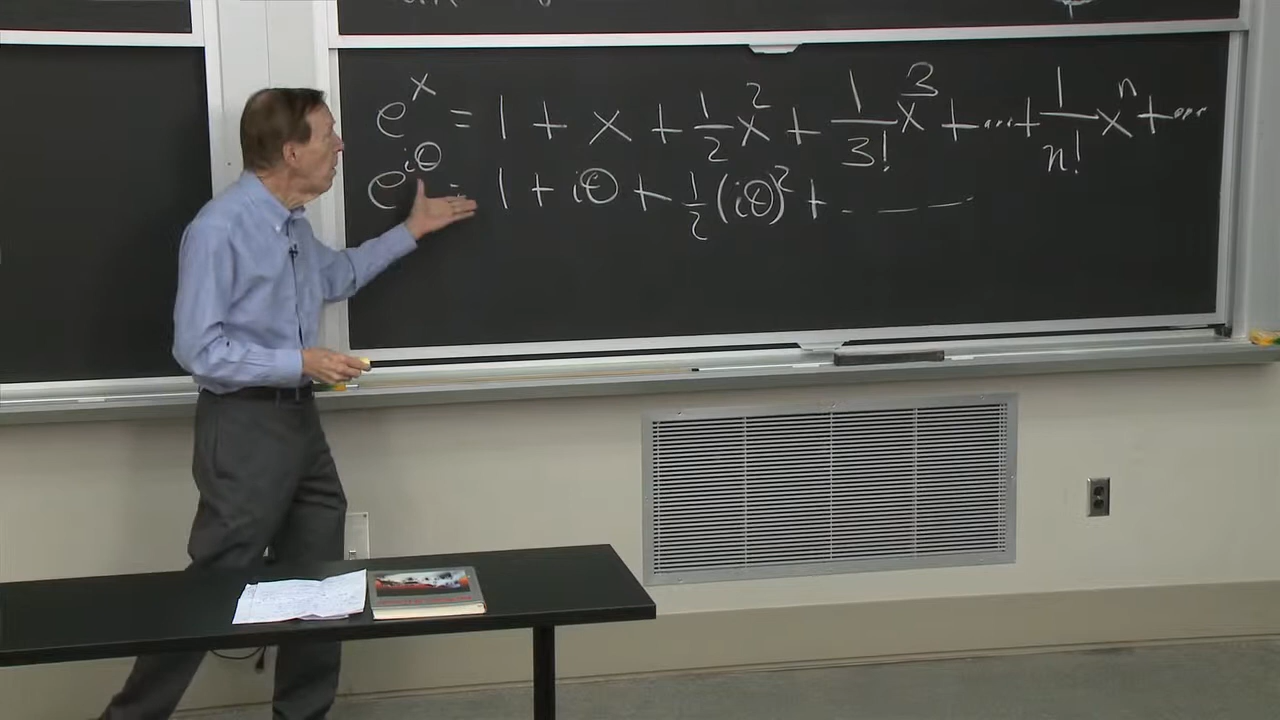 e^x = 1 + x + 1/2 x^2 + 1/3! x^3 + ... + 1/n! x^n + ...
e^{iθ} = 1 + iθ + 1/2 (iθ)^2 + - - - -